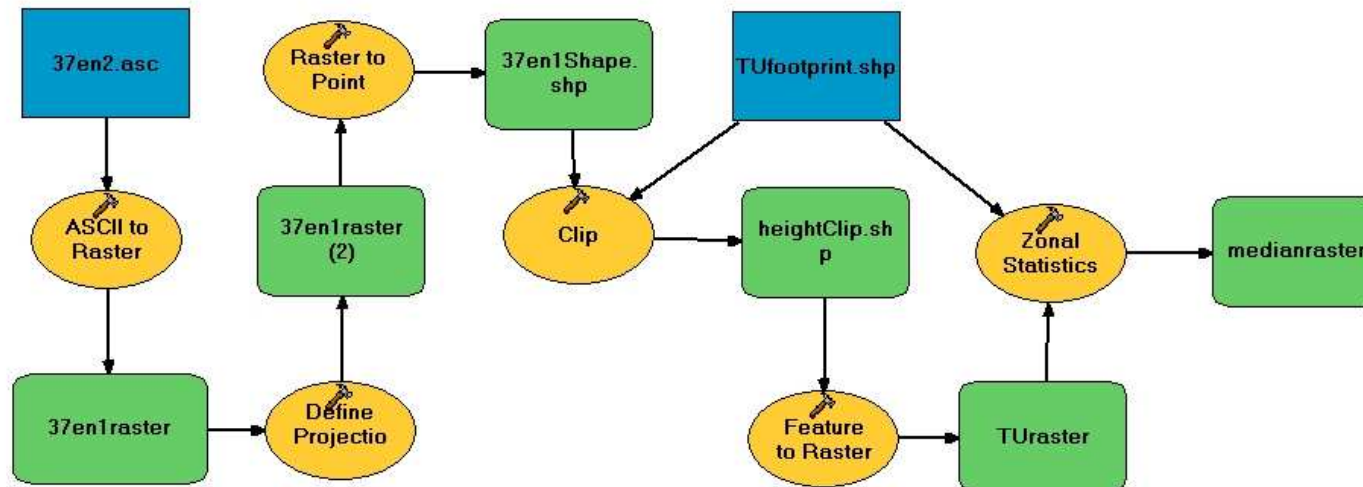 37en2.asc
ASCII to
Raster
37en1raster
Define
Projectio
37en1raster
(2)
Raster to
Point
37en1Shape.
shp
Clip
TUfootprint.shp
heightClip.sh
p
Feature
to Raster
TUraster
Zonal
Statistics
medianraster